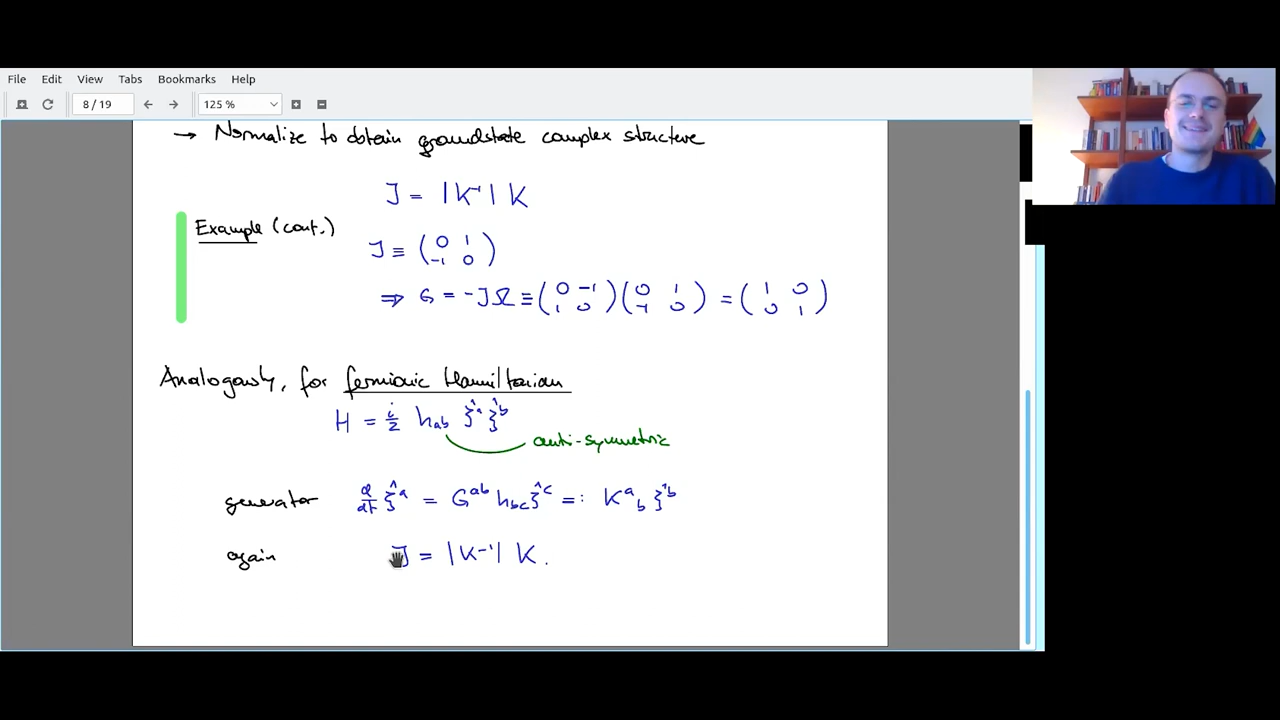 File Edit View Tabs Bookmarks Help
8 / 19 125 %
→ Normalize to obtain groundstate complex structure
J = |K⁻¹| K
Example (cont.)
J ≡ (0 1; -1 0)
⇒ G = -JΩ ≡ (0 -1; 1 0)(0 1; -1 0) = (1 0; 0 1)
Analogously, for fermionic Hamiltonian
H = i/2 h_ab ξ̂^a ξ̂^b
anti-symmetric
generator d/dt ξ̂^a = G^ab h_bc ξ̂^c =: K^a_b ξ̂^b
again J = |K⁻¹| K.